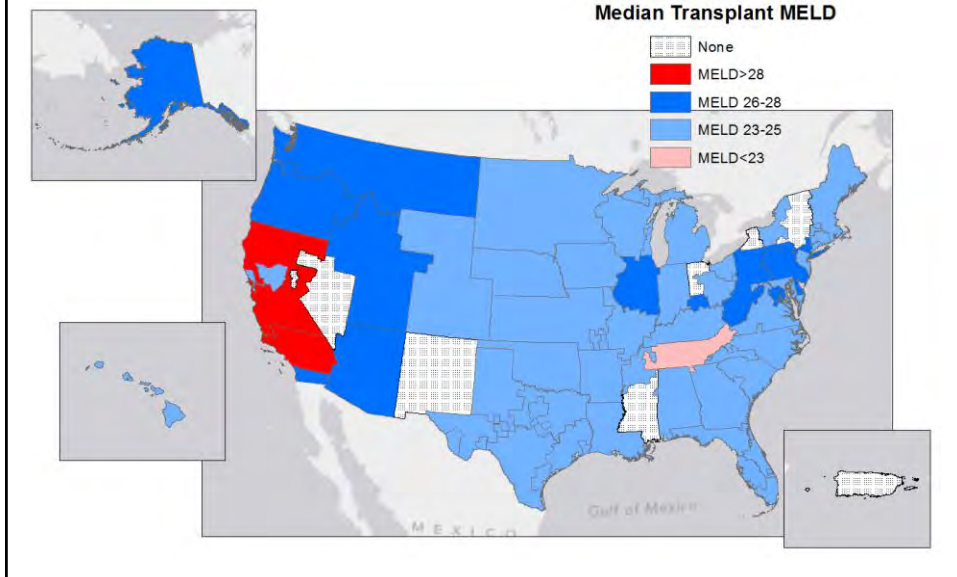 Median Transplant MELD
None
MELD>28
MELD 26-28
MELD 23-25
MELD<23
Gulf of Mexico
MEXICO